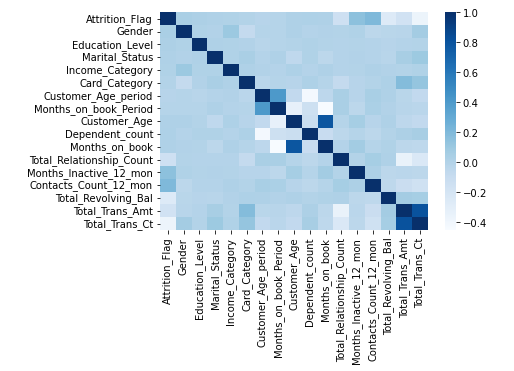 Attrition_Flag
Gender
Education_Level
Marital_Status
Income_Category
Card_Category
Customer_Age_period
Months_on_book_Period
Customer_Age
Dependent_count
Months_on_book
Total_Relationship_Count
Months_Inactive_12_mon
Contacts_Count_12_mon
Total_Revolving_Bal
Total_Trans_Amt
Total_Trans_Ct
Attrition_Flag
Gender
Education_Level
Marital_Status
Income_Category
Card_Category
Customer_Age_period
Months_on_book_Period
Customer_Age
Dependent_count
Months_on_book
Total_Relationship_Count
Months_Inactive_12_mon
Contacts_Count_12_mon
Total_Revolving_Bal
Total_Trans_Amt
Total_Trans_Ct
1.0
0.8
0.6
0.4
0.2
0.0
−0.2
−0.4